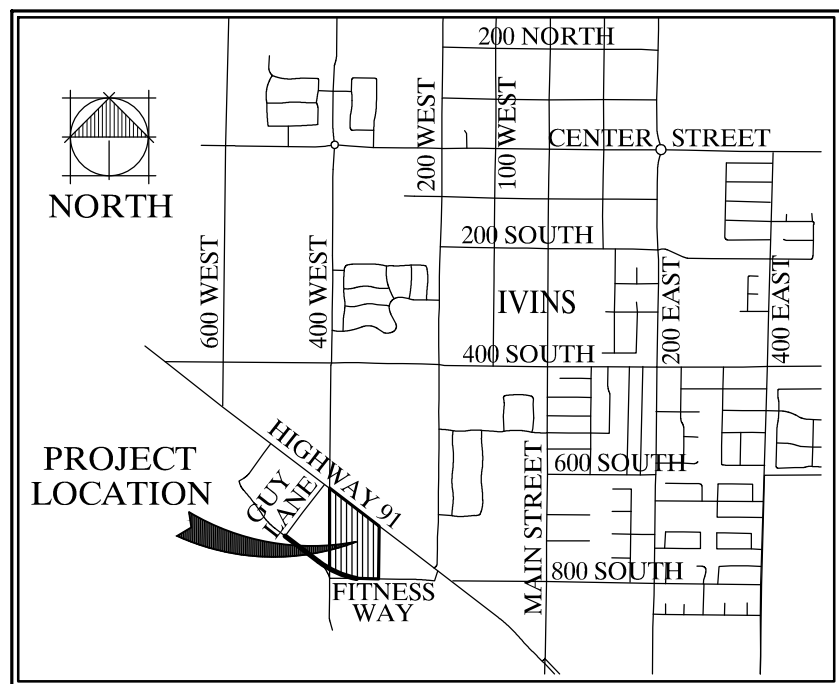 200 NORTH
200 WEST
100 WEST
CENTER STREET
NORTH
200 SOUTH
600 WEST
400 WEST
IVINS
200 EAST
400 EAST
400 SOUTH
HIGHWAY 91
PROJECT
LOCATION
GUY
LANE
MAIN STREET
600 SOUTH
800 SOUTH
FITNESS
WAY